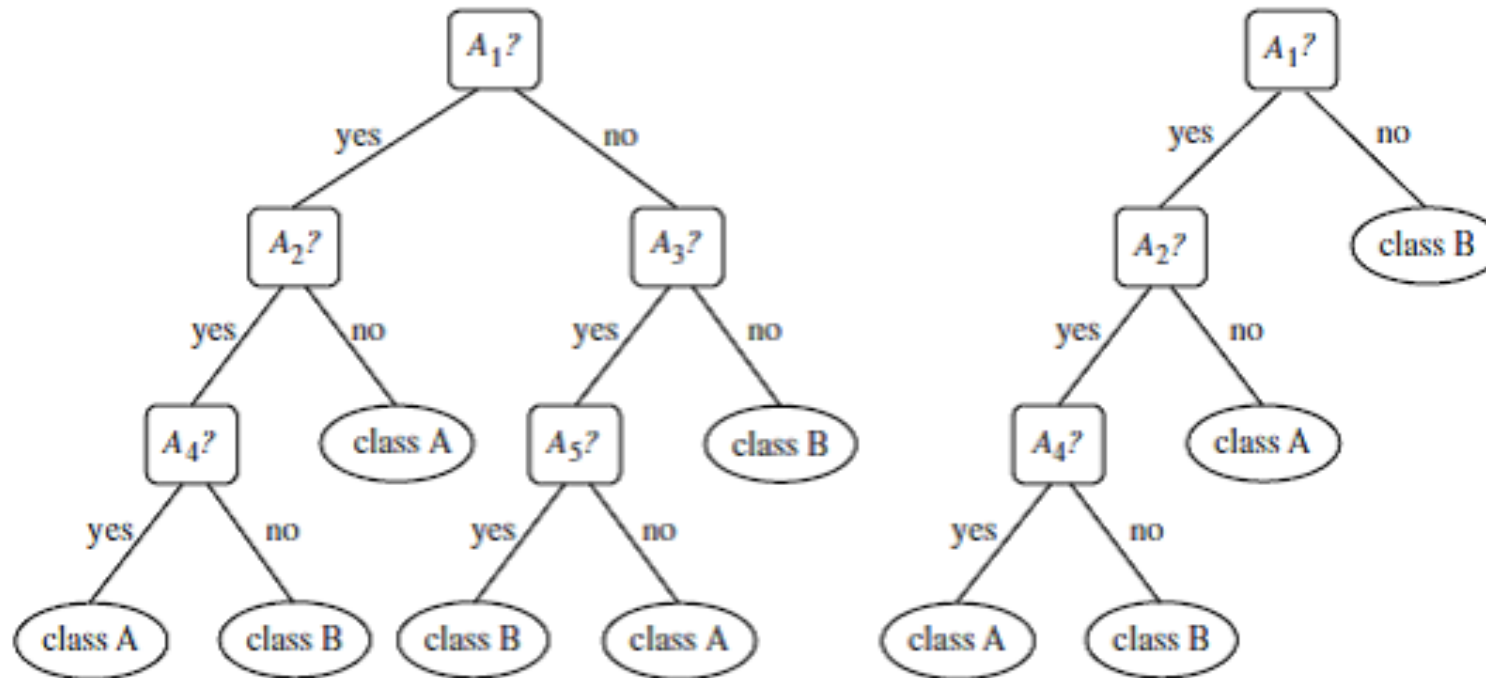 A₁? A₁?
yes no yes no
A₂? A₃? A₂? class B
yes no yes no yes no
A₄? class A A₅? class B A₄? class A
yes no yes no yes no
class A class B class B class A class A class B